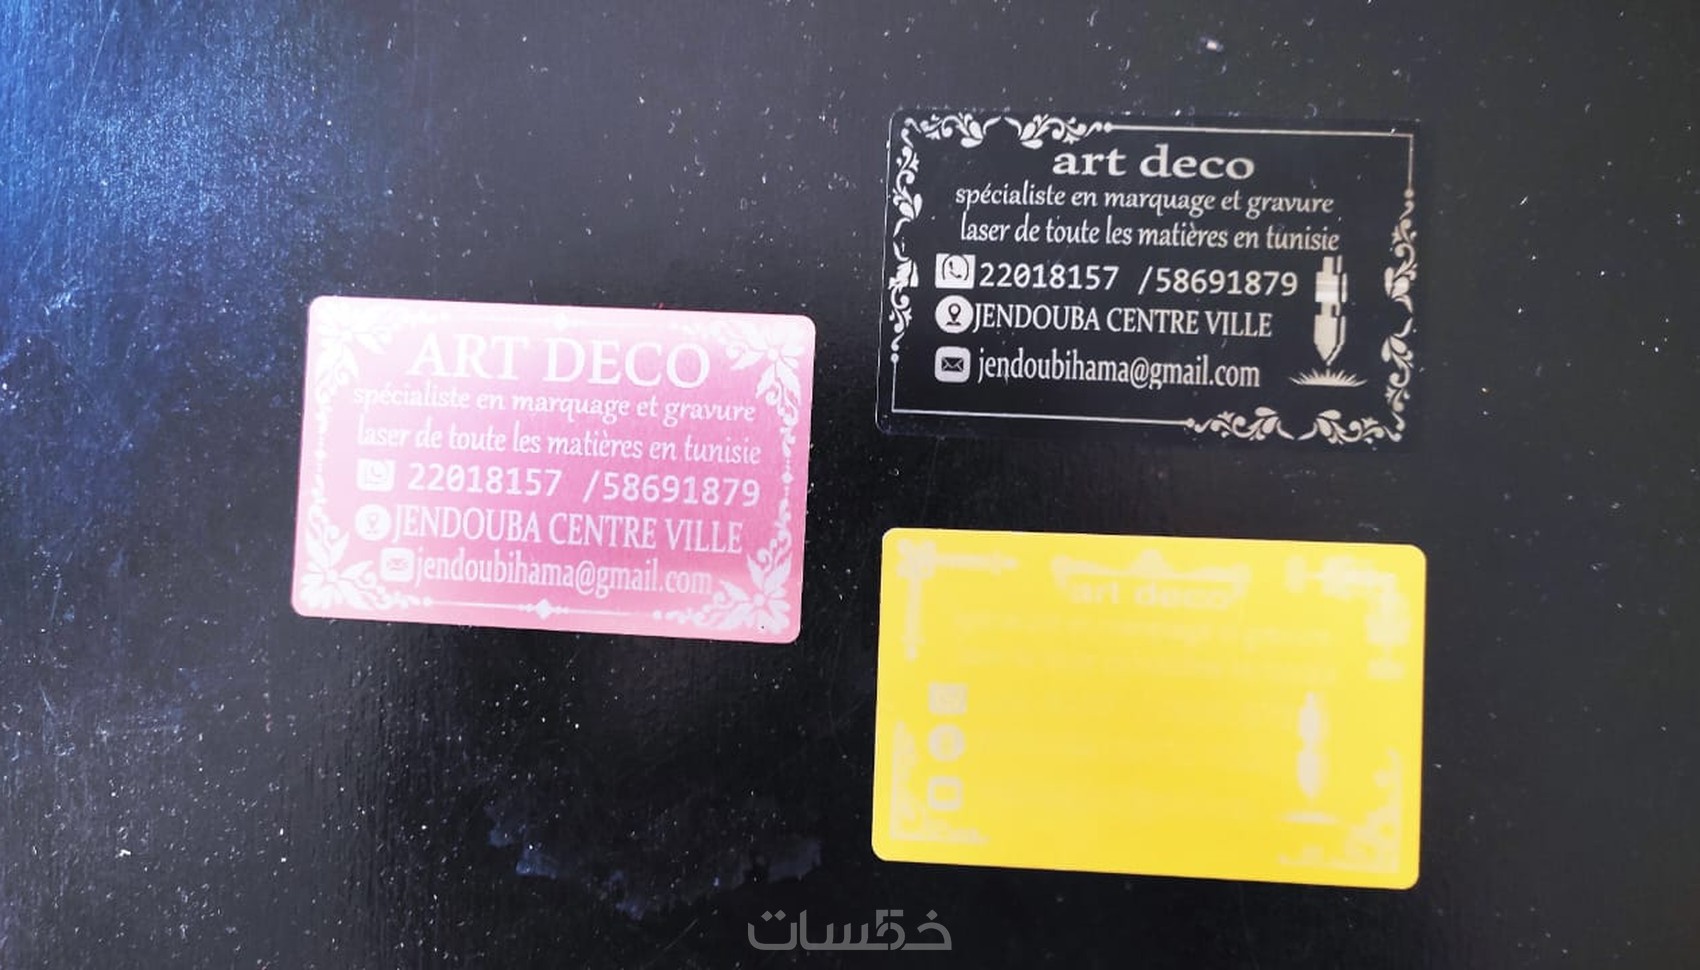 ART DECO
spécialiste en marquage et gravure
laser de toute les matières en tunisie
22018157 /58691879
JENDOUBA CENTRE VILLE
jendoubihama@gmail.com
art deco
spécialiste en marquage et gravure
laser de toute les matières en tunisie
22018157 /58691879
JENDOUBA CENTRE VILLE
jendoubihama@gmail.com
art deco
خمسات